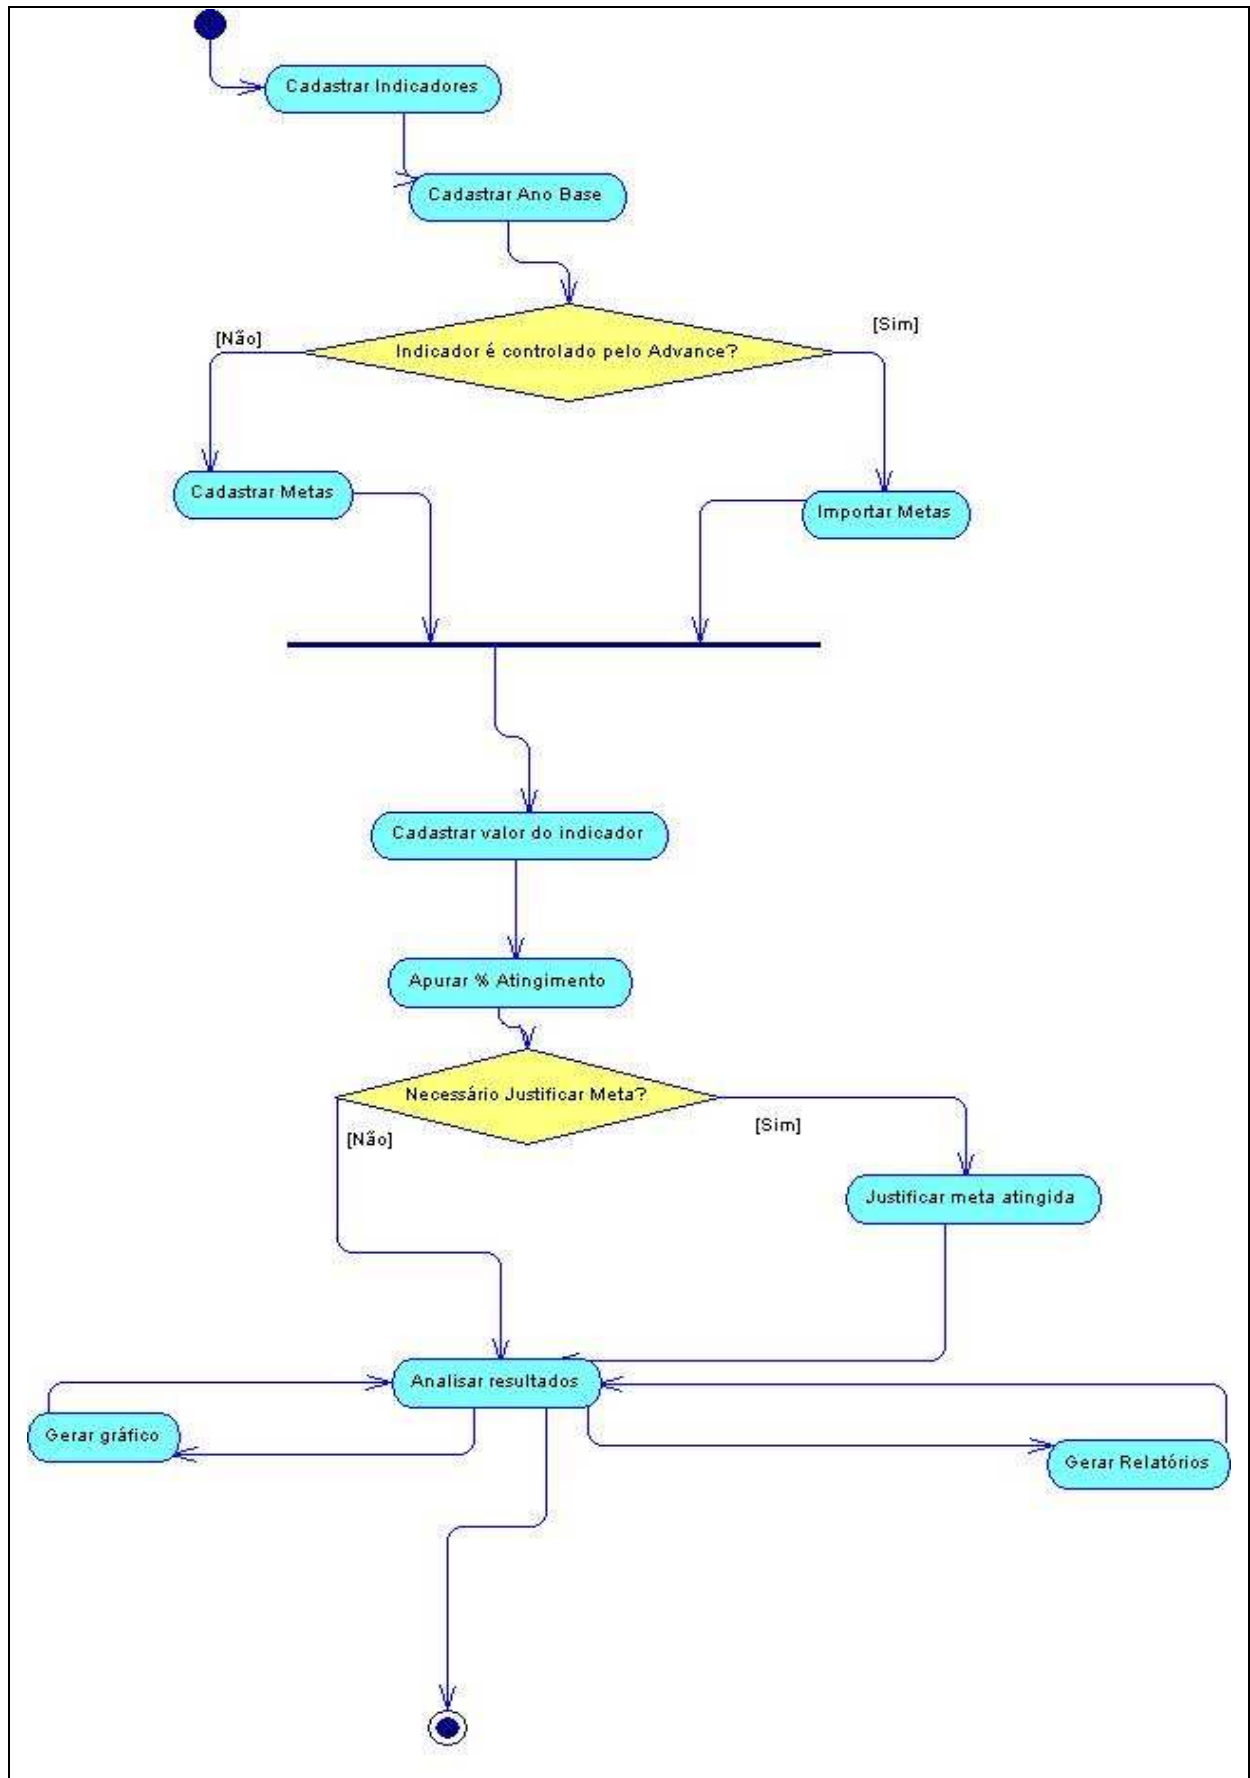 Cadastrar Indicadores
Cadastrar Ano Base
[Não]
[Sim]
Indicador é controlado pelo Advance?
Cadastrar Metas
Importar Metas
Cadastrar valor do indicador
Apurar % Atingimento
Necessário Justificar Meta?
[Não]
[Sim]
Justificar meta atingida
Analisar resultados
Gerar gráfico
Gerar Relatórios